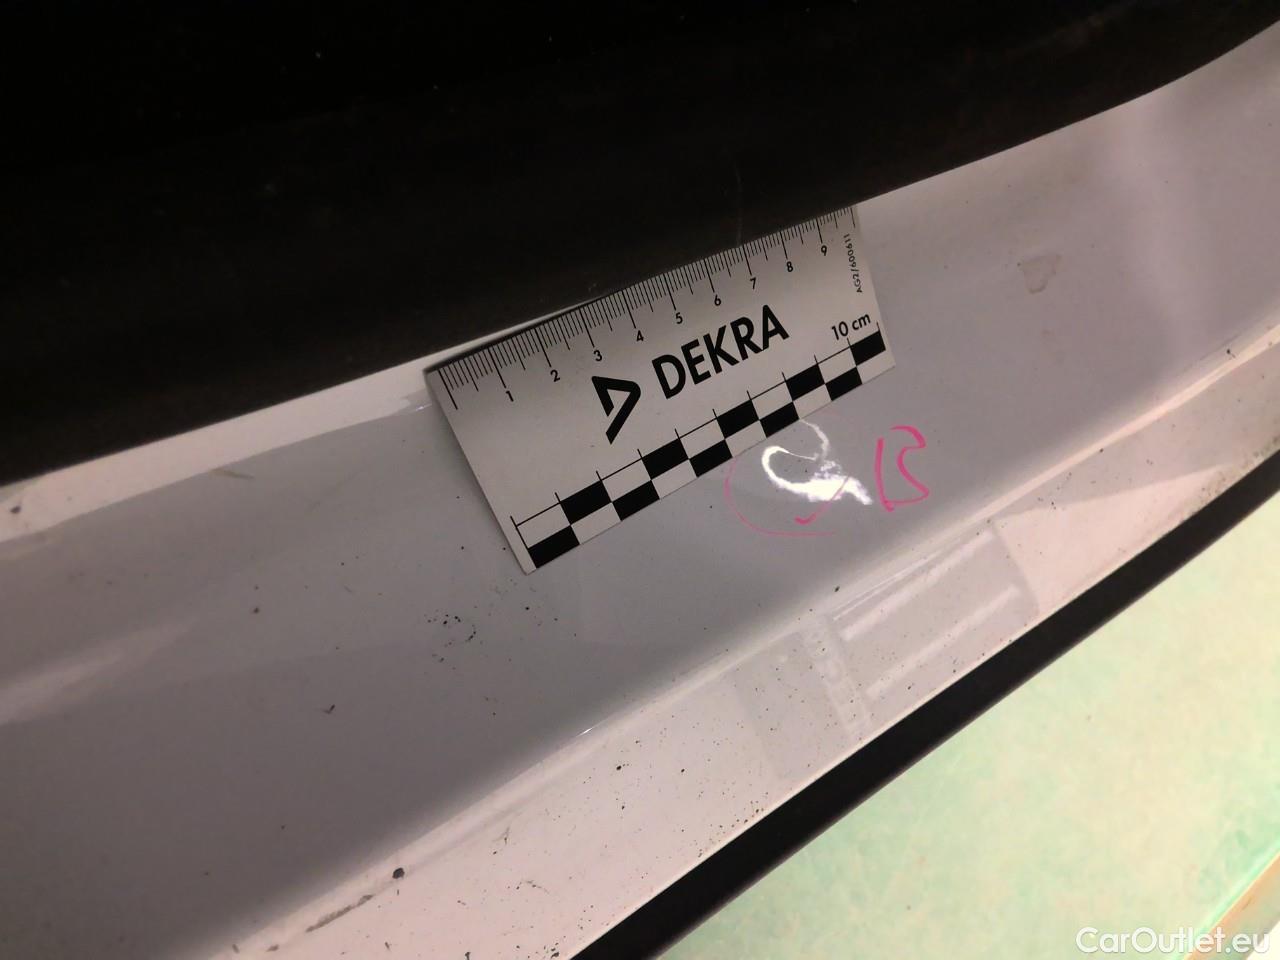 1 2 3 4 5 6 7 8 9
AG2/600611
DEKRA
10 cm
B
CarOutlet.eu